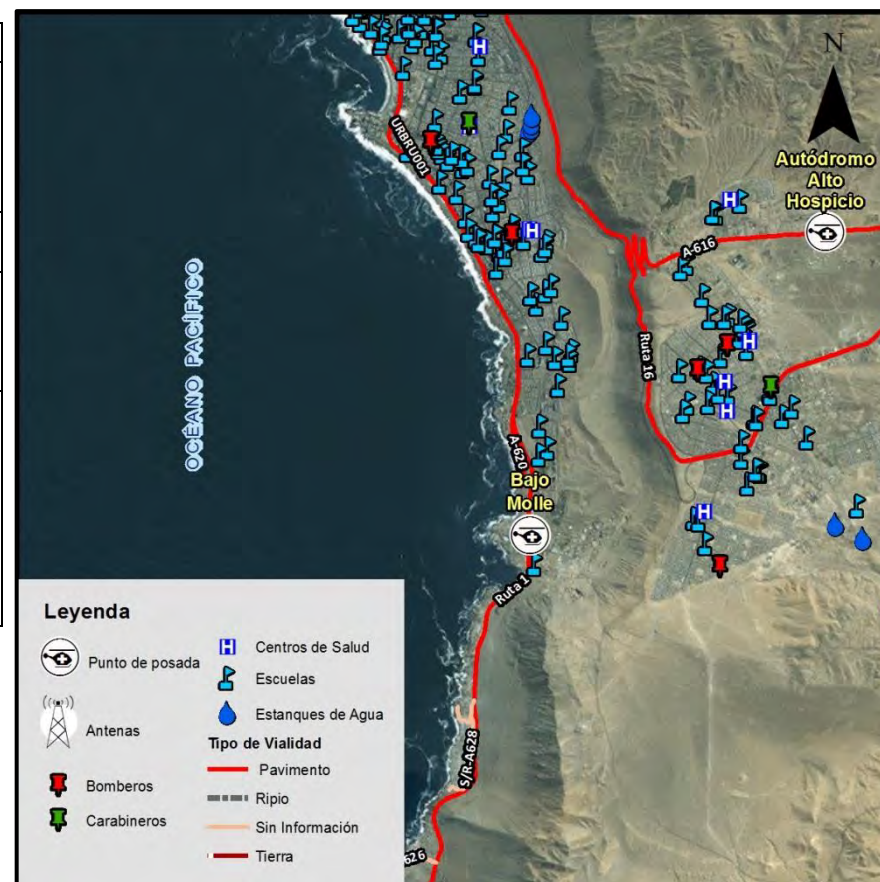 N
Autódromo
Alto
Hospicio
URBRU001
A-616
OCÉANO PACÍFICO
Ruta 16
A-620
Bajo
Molle
Ruta 1
S/R-A628
626
Leyenda
Punto de posada
Antenas
Bomberos
Carabineros
H Centros de Salud
Escuelas
Estanques de Agua
Tipo de Vialidad
Pavimento
Ripio
Sin Información
Tierra